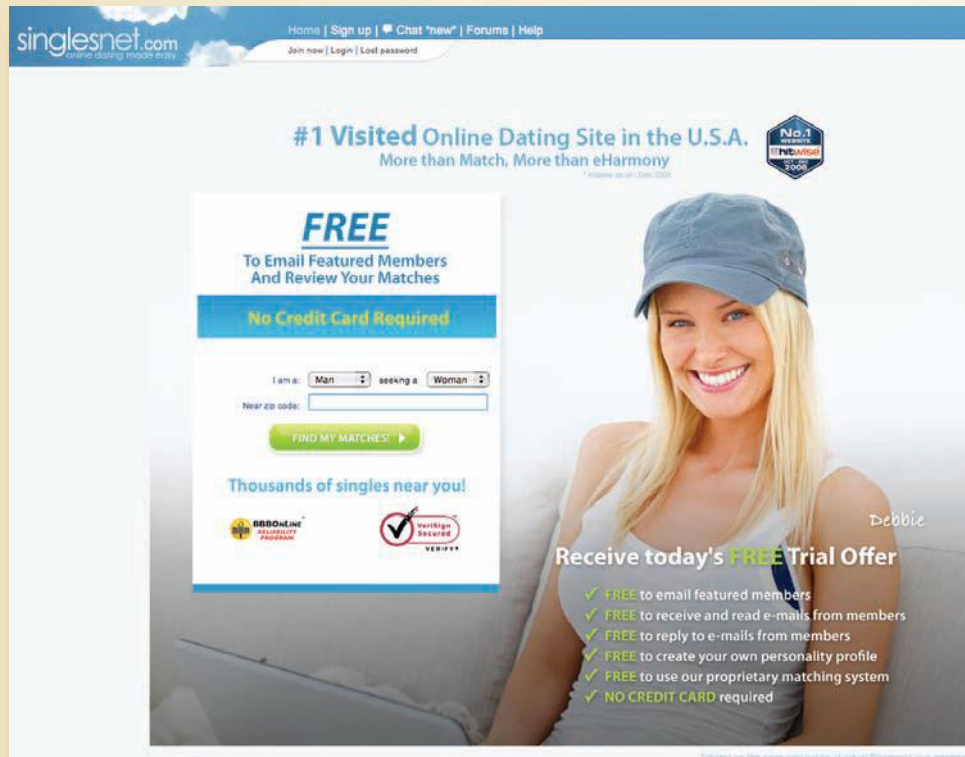 singlesnet.com
online dating made easy
Home | Sign up | Chat *new* | Forums | Help
Join now | Login | Lost password
#1 Visited Online Dating Site in the U.S.A.
More than Match, More than eHarmony
No.1
WEBSITE
hitwise
OCT - DEC
2008
FREE
To Email Featured Members
And Review Your Matches
No Credit Card Required
I am a: Man seeking a Woman
Near zip code:
FIND MY MATCHES!
Thousands of singles near you!
BBB
BBBONLINE
RELIABILITY
PROGRAM
VeriSign
Secured
VERIFY
Debbie
Receive today's FREE Trial Offer
FREE to email featured members
FREE to receive and read e-mails from members
FREE to reply to e-mails from members
FREE to create your own personality profile
FREE to use our proprietary matching system
NO CREDIT CARD required